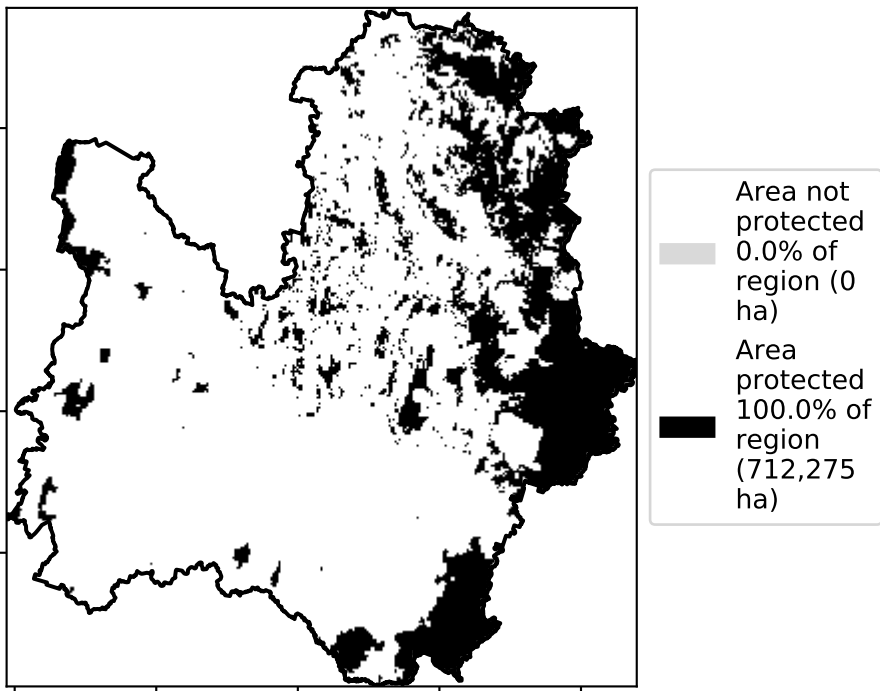 Area not
protected
0.0% of
region (0
ha)
Area
protected
100.0% of
region
(712,275
ha)